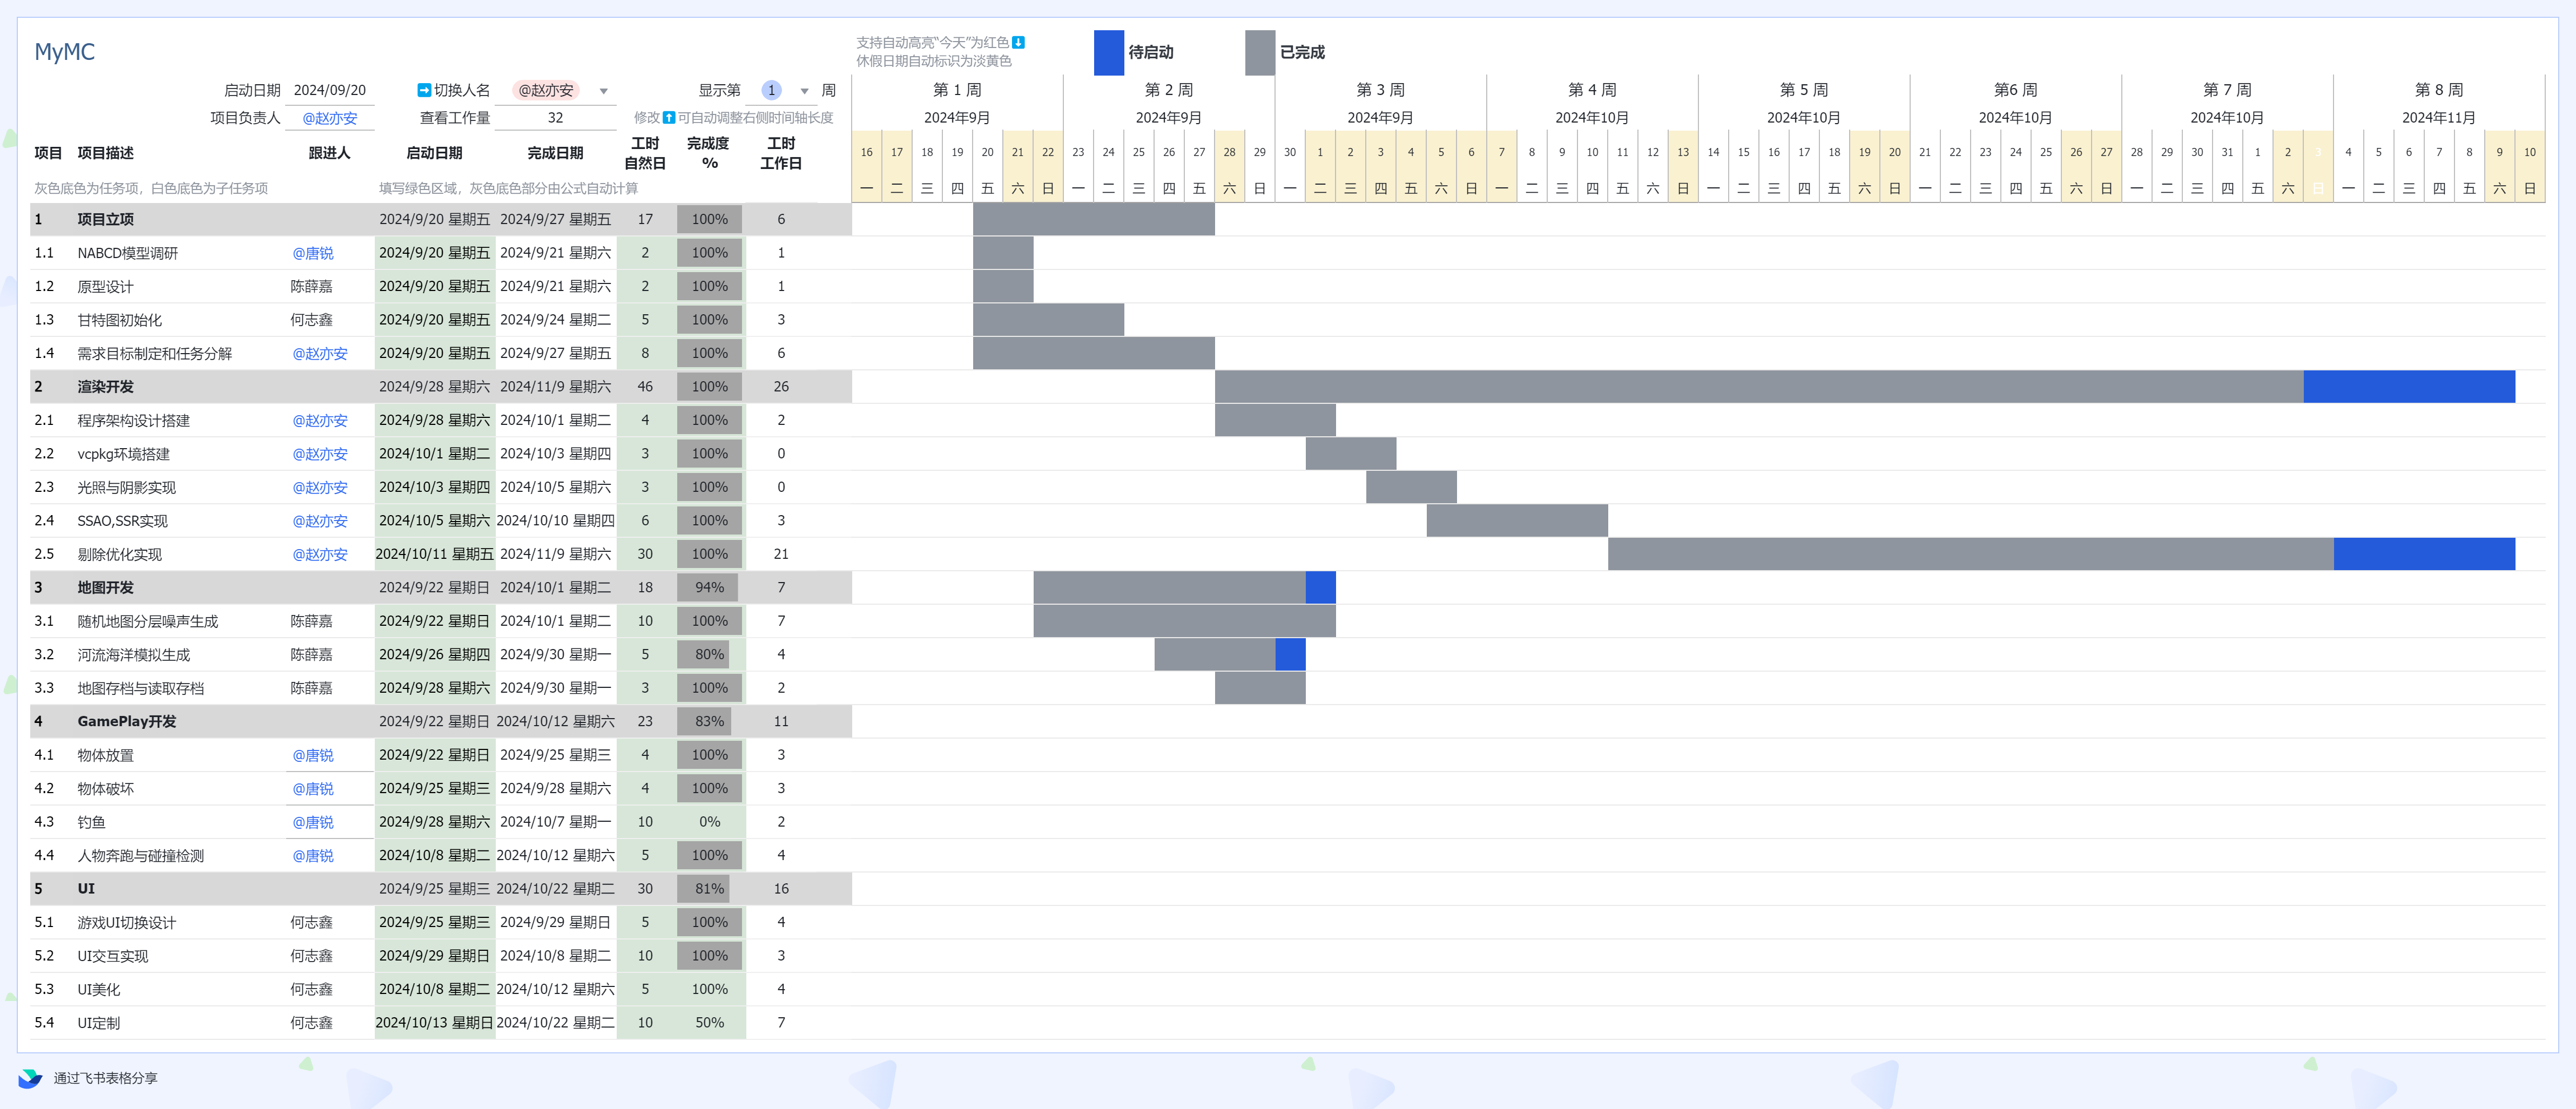 MyMC
支持自动高亮“今天”为红色⬇
休假日期自动标识为淡黄色
待启动 已完成
启动日期 2024/09/20 ➡切换人名 @赵亦安 显示第 1 周
项目负责人 @赵亦安 查看工作量 32 修改⬆可自动调整右侧时间轴长度
第 1 周 第 2 周 第 3 周 第 4 周 第 5 周 第6 周 第 7 周 第 8 周
2024年9月 2024年9月 2024年9月 2024年10月 2024年10月 2024年10月 2024年10月 2024年11月
项目 项目描述 跟进人 启动日期 完成日期 工时 自然日 完成度 % 工时 工作日
16 17 18 19 20 21 22 23 24 25 26 27 28 29 30 1 2 3 4 5 6 7 8 9 10 11 12 13 14 15 16 17 18 19 20 21 22 23 24 25 26 27 28 29 30 31 1 2 3 4 5 6 7 8 9 10
灰色底色为任务项，白色底色为子任务项 填写绿色区域，灰色底色部分由公式自动计算
一 二 三 四 五 六 日 一 二 三 四 五 六 日 一 二 三 四 五 六 日 一 二 三 四 五 六 日 一 二 三 四 五 六 日 一 二 三 四 五 六 日 一 二 三 四 五 六 日 一 二 三 四 五 六 日
1 项目立项 2024/9/20 星期五 2024/9/27 星期五 17 100% 6
1.1 NABCD模型调研 @唐锐 2024/9/20 星期五 2024/9/21 星期六 2 100% 1
1.2 原型设计 陈薛嘉 2024/9/20 星期五 2024/9/21 星期六 2 100% 1
1.3 甘特图初始化 何志鑫 2024/9/20 星期五 2024/9/24 星期二 5 100% 3
1.4 需求目标制定和任务分解 @赵亦安 2024/9/20 星期五 2024/9/27 星期五 8 100% 6
2 渲染开发 2024/9/28 星期六 2024/11/9 星期六 46 100% 26
2.1 程序架构设计搭建 @赵亦安 2024/9/28 星期六 2024/10/1 星期二 4 100% 2
2.2 vcpkg环境搭建 @赵亦安 2024/10/1 星期二 2024/10/3 星期四 3 100% 0
2.3 光照与阴影实现 @赵亦安 2024/10/3 星期四 2024/10/5 星期六 3 100% 0
2.4 SSAO,SSR实现 @赵亦安 2024/10/5 星期六 2024/10/10 星期四 6 100% 3
2.5 剔除优化实现 @赵亦安 2024/10/11 星期五 2024/11/9 星期六 30 100% 21
3 地图开发 2024/9/22 星期日 2024/10/1 星期二 18 94% 7
3.1 随机地图分层噪声生成 陈薛嘉 2024/9/22 星期日 2024/10/1 星期二 10 100% 7
3.2 河流海洋模拟生成 陈薛嘉 2024/9/26 星期四 2024/9/30 星期一 5 80% 4
3.3 地图存档与读取存档 陈薛嘉 2024/9/28 星期六 2024/9/30 星期一 3 100% 2
4 GamePlay开发 2024/9/22 星期日 2024/10/12 星期六 23 83% 11
4.1 物体放置 @唐锐 2024/9/22 星期日 2024/9/25 星期三 4 100% 3
4.2 物体破坏 @唐锐 2024/9/25 星期三 2024/9/28 星期六 4 100% 3
4.3 钓鱼 @唐锐 2024/9/28 星期六 2024/10/7 星期一 10 0% 2
4.4 人物奔跑与碰撞检测 @唐锐 2024/10/8 星期二 2024/10/12 星期六 5 100% 4
5 UI 2024/9/25 星期三 2024/10/22 星期二 30 81% 16
5.1 游戏UI切换设计 何志鑫 2024/9/25 星期三 2024/9/29 星期日 5 100% 4
5.2 UI交互实现 何志鑫 2024/9/29 星期日 2024/10/8 星期二 10 100% 3
5.3 UI美化 何志鑫 2024/10/8 星期二 2024/10/12 星期六 5 100% 4
5.4 UI定制 何志鑫 2024/10/13 星期日 2024/10/22 星期二 10 50% 7
通过飞书表格分享